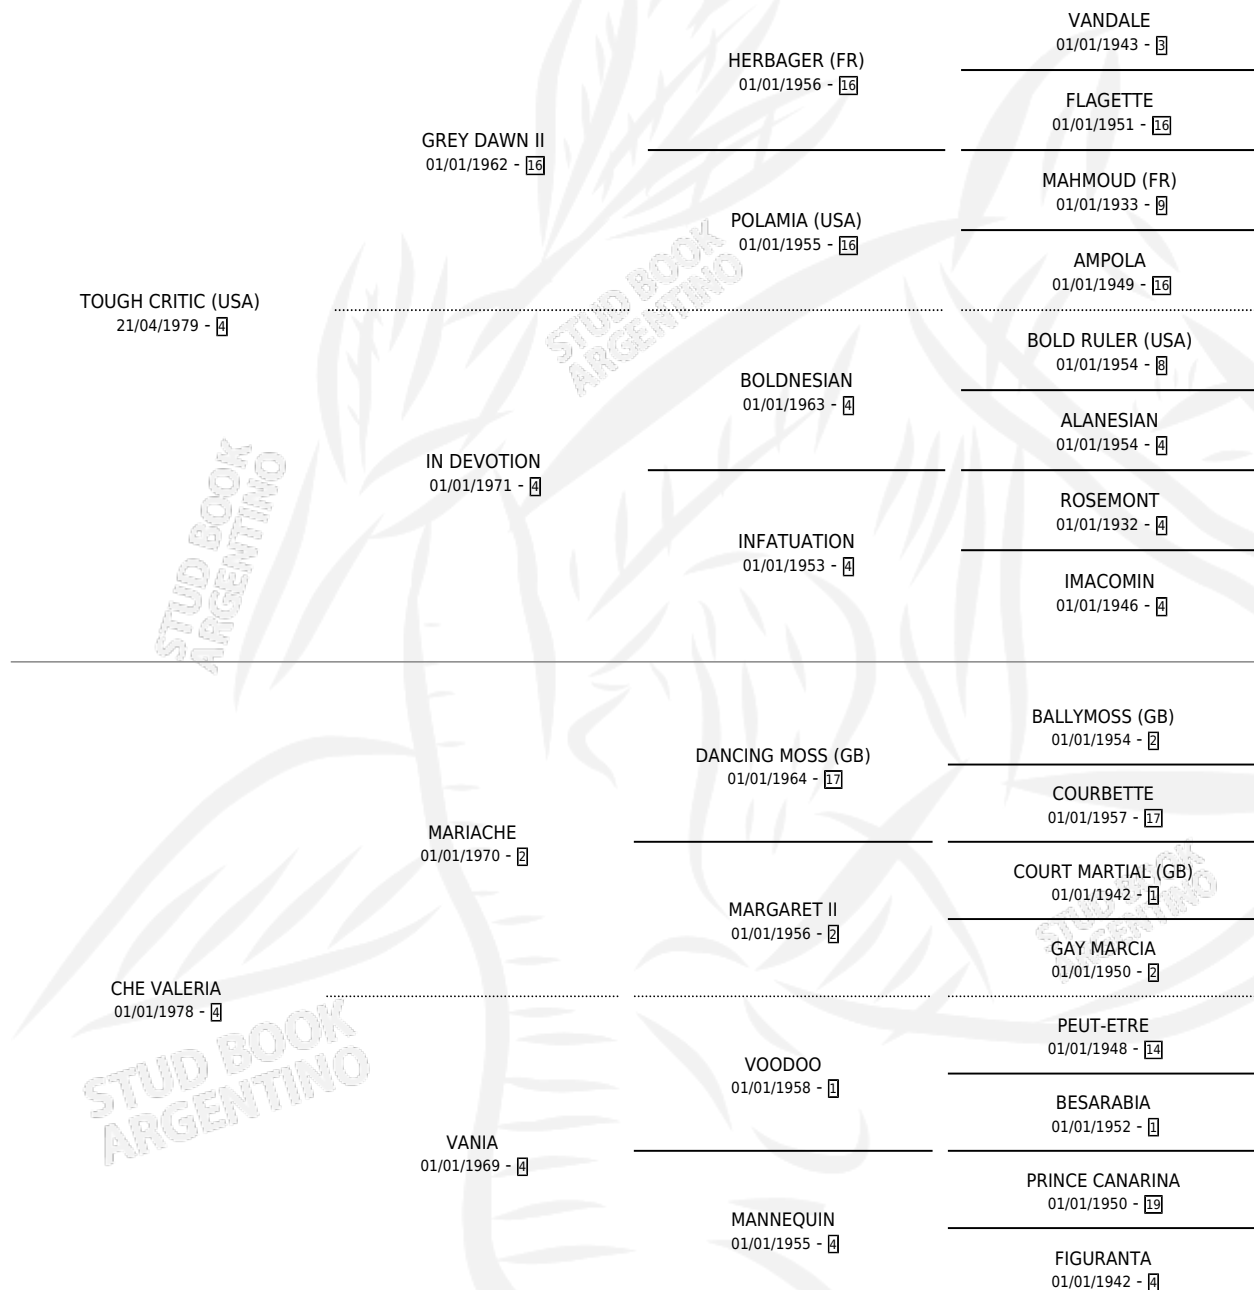 VANDALE
01/01/1943 - 3
HERBAGER (FR)
01/01/1956 - 16
FLAGETTE
01/01/1951 - 16
GREY DAWN II
01/01/1962 - 16
MAHMOUD (FR)
01/01/1933 - 9
POLAMIA (USA)
01/01/1955 - 16
AMPOLA
01/01/1949 - 16
TOUGH CRITIC (USA)
21/04/1979 - 4
STUD BOOK
ARGENTINO
BOLD RULER (USA)
01/01/1954 - 8
BOLDNESIAN
01/01/1963 - 4
ALANESIAN
01/01/1954 - 4
IN DEVOTION
01/01/1971 - 4
ROSEMONT
01/01/1932 - 4
INFATUATION
01/01/1953 - 4
IMACOMIN
01/01/1946 - 4
STUD BOOK
ARGENTINO
BALLYMOSS (GB)
01/01/1954 - 2
DANCING MOSS (GB)
01/01/1964 - 17
COURBETTE
01/01/1957 - 17
MARIACHE
01/01/1970 - 2
COURT MARTIAL (GB)
01/01/1942 - 1
MARGARET II
01/01/1956 - 2
GAY MARCIA
01/01/1950 - 2
STUD BOOK
ARGENTINO
CHE VALERIA
01/01/1978 - 4
PEUT-ETRE
01/01/1948 - 14
VOODOO
01/01/1958 - 1
BESARABIA
01/01/1952 - 1
STUD BOOK
ARGENTINO
VANIA
01/01/1969 - 4
PRINCE CANARINA
01/01/1950 - 19
MANNEQUIN
01/01/1955 - 4
FIGURANTA
01/01/1942 - 4